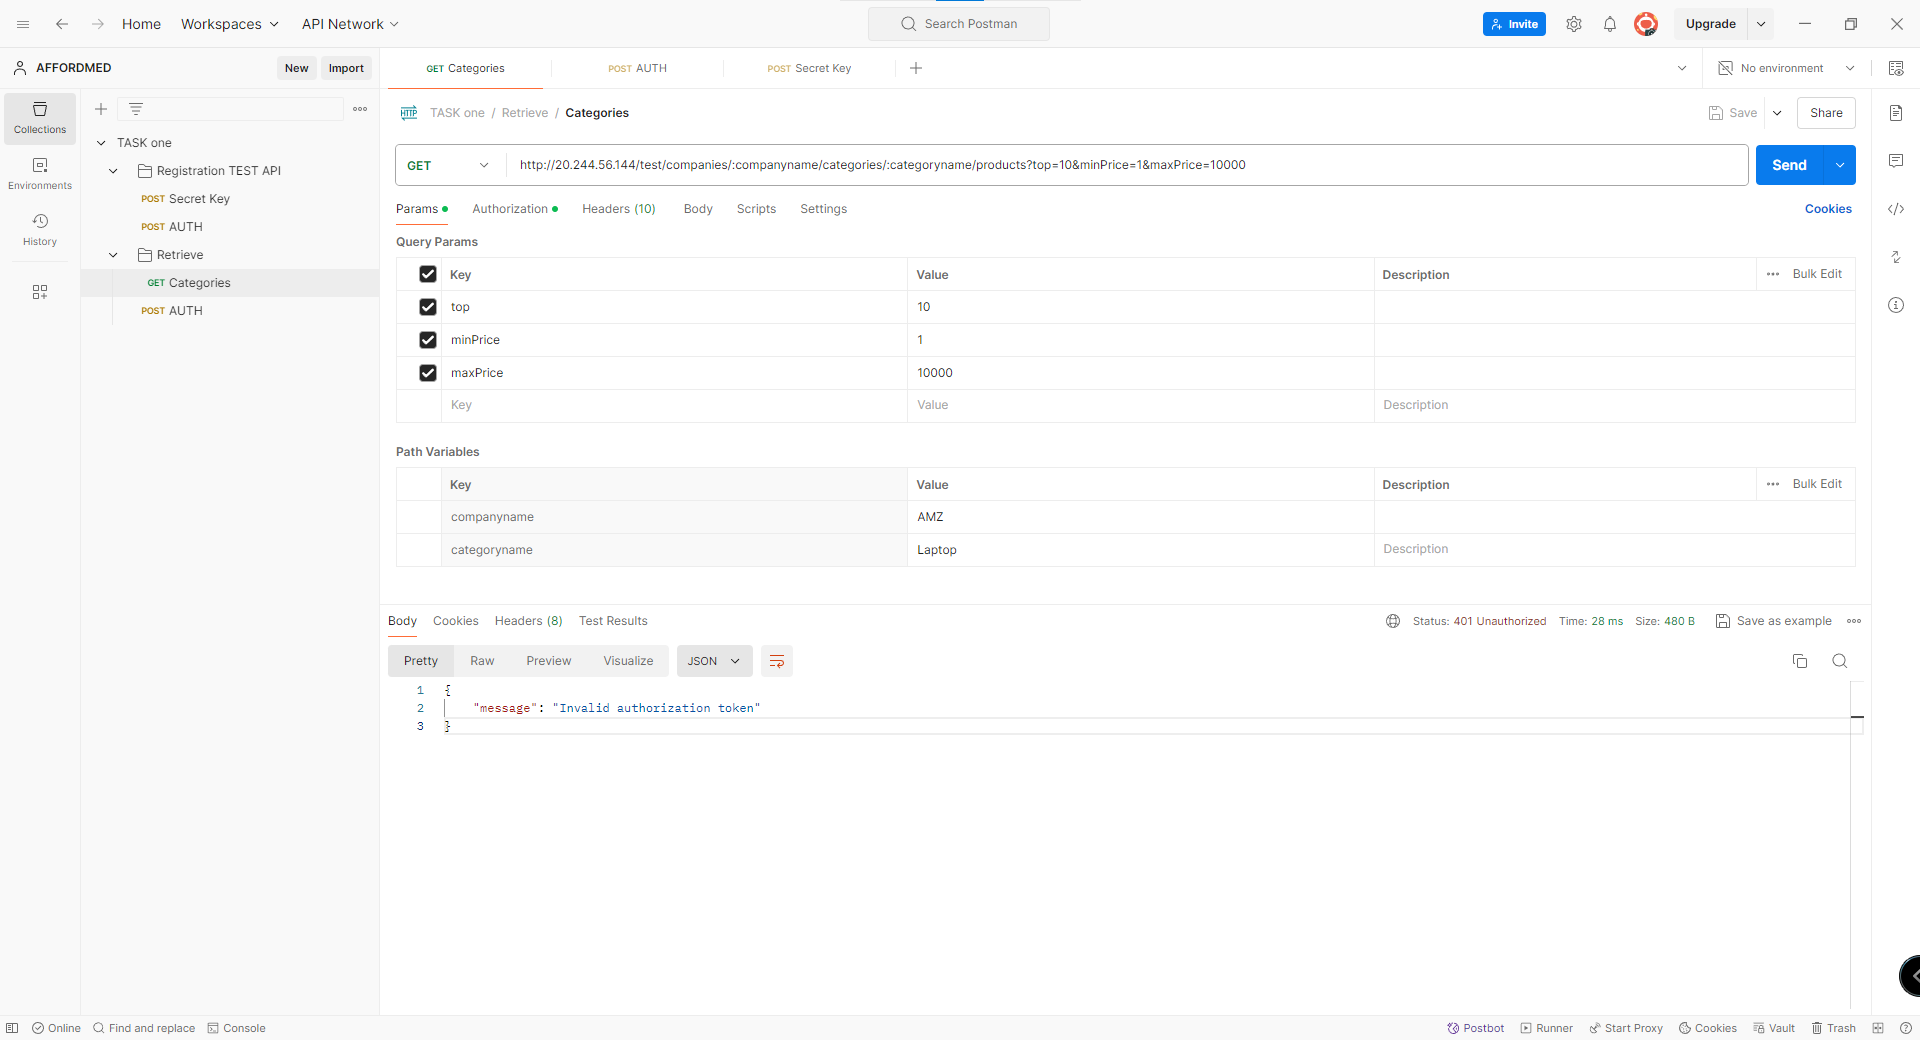 Home Workspaces API Network Search Postman Invite Upgrade
AFFORDMED New Import GET Categories POST AUTH POST Secret Key No environment
Collections
Environments
History
TASK one
Registration TEST API
POST Secret Key
POST AUTH
Retrieve
GET Categories
POST AUTH
HTTP TASK one / Retrieve / Categories Save Share
GET http://20.244.56.144/test/companies/:companyname/categories/:categoryname/products?top=10&minPrice=1&maxPrice=10000 Send
Params Authorization Headers (10) Body Scripts Settings Cookies
Query Params
Key Value Description Bulk Edit
top 10
minPrice 1
maxPrice 10000
Key Value Description
Path Variables
Key Value Description Bulk Edit
companyname AMZ
categoryname Laptop Description
Body Cookies Headers (8) Test Results Status: 401 Unauthorized Time: 28 ms Size: 480 B Save as example
Pretty Raw Preview Visualize JSON
1 {
2 "message": "Invalid authorization token"
3 }
Online Find and replace Console Postbot Runner Start Proxy Cookies Vault Trash